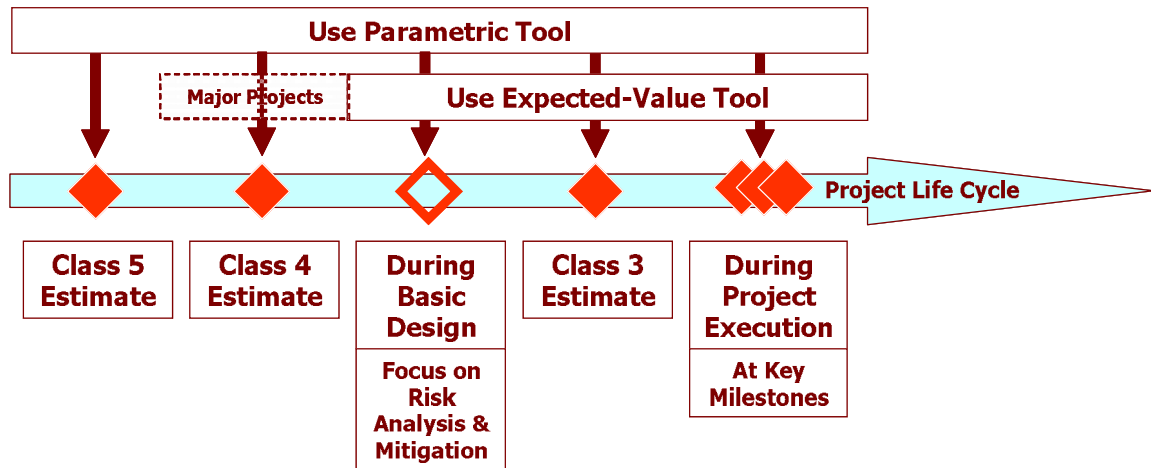 Use Parametric Tool
Major Projects
Use Expected-Value Tool
Project Life Cycle
Class 5
Estimate
Class 4
Estimate
During
Basic
Design
Focus on
Risk
Analysis &
Mitigation
Class 3
Estimate
During
Project
Execution
At Key
Milestones